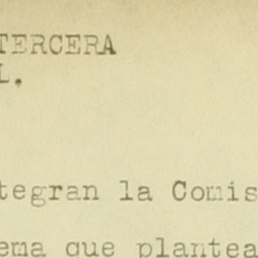 TERCERA
L.
tegran la Comis
ema que plantea